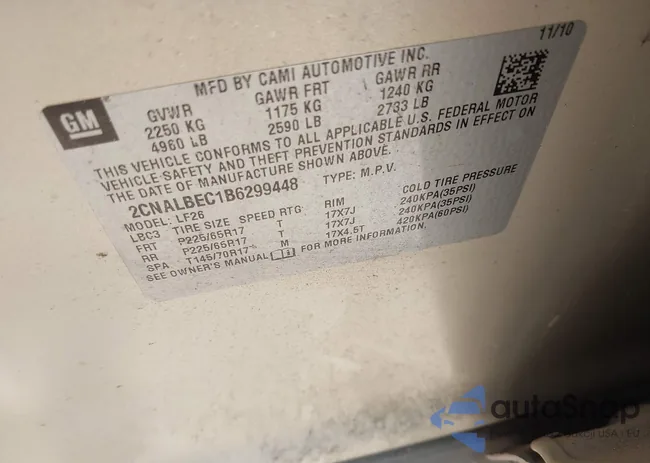 11/10
MFD BY CAMI AUTOMOTIVE INC.
GM
GVWR GAWR FRT GAWR RR
2250 KG 1175 KG 1240 KG
4960 LB 2590 LB 2733 LB
THIS VEHICLE CONFORMS TO ALL APPLICABLE U.S. FEDERAL MOTOR
VEHICLE-SAFETY AND THEFT PREVENTION STANDARDS IN EFFECT ON
THE DATE OF MANUFACTURE SHOWN ABOVE.
2CNALBEC1B6299448 TYPE: M.P.V.
MODEL: LF26
LBC3 TIRE SIZE SPEED RTG RIM COLD TIRE PRESSURE
FRT P225/65R17 T 17X7J 240KPA(35PSI)
RR P225/65R17 T 17X7J 240KPA(35PSI)
SPA T145/70R17 M 17X4.5T 420KPA(60PSI)
SEE OWNER'S MANUAL FOR MORE INFORMATION.
autoSnap
USA - EU